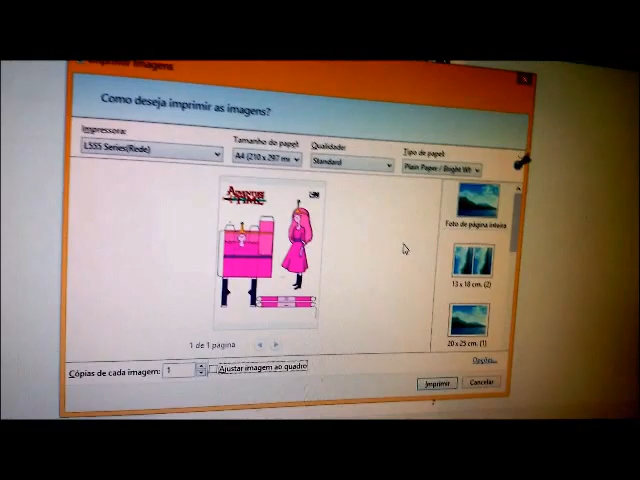 Imprimir Imagens
Como deseja imprimir as imagens?
Impressora:
Tamanho do papel:
Qualidade:
Tipo de papel:
L555 Series(Rede)
A4 (210 x 297 mm
Standard
Plain Paper / Bright Wh
ADVENTURE
TIME
CN
Foto de página inteira
13 x 18 cm. (2)
20 x 25 cm. (1)
1 de 1 página
Cópias de cada imagem:
1
Ajustar imagem ao quadro
Opções...
Imprimir
Cancelar